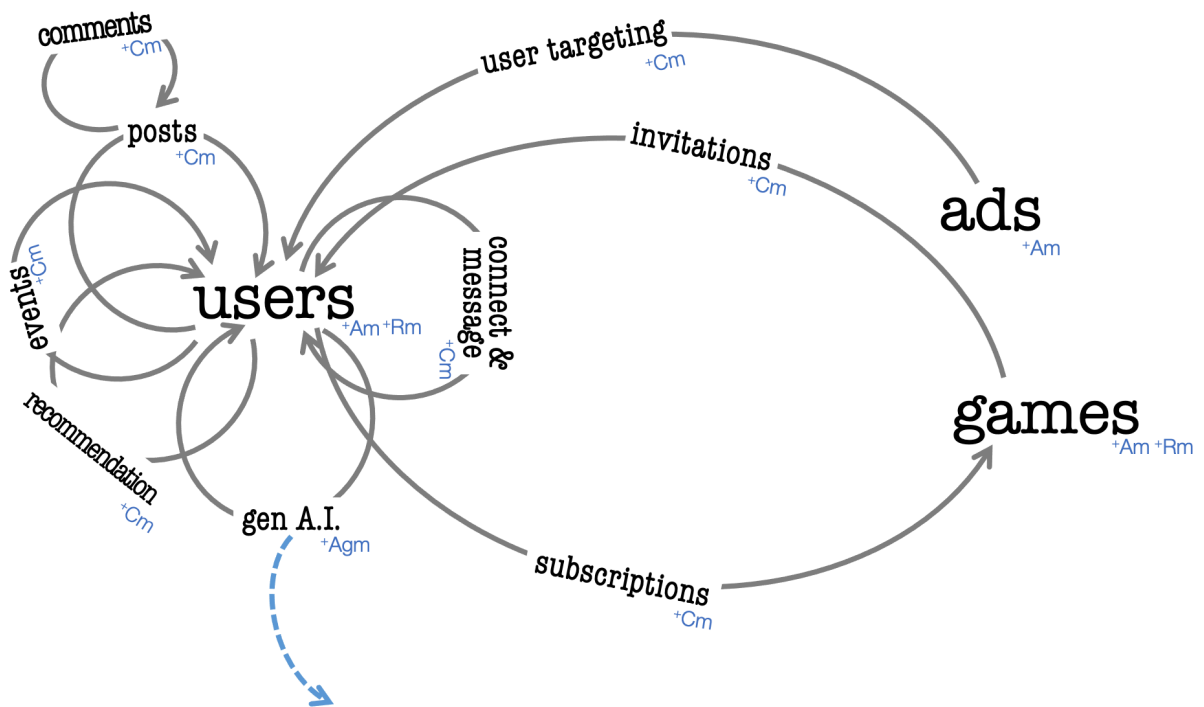 comments
+Cm
posts
+Cm
user targeting
+Cm
invitations
+Cm
ads
+Am
events
+Cm
users
+Am +Rm
connect &
message
+Cm
games
+Am +Rm
recommendation
+Cm
gen A.I.
+Agm
subscriptions
+Cm